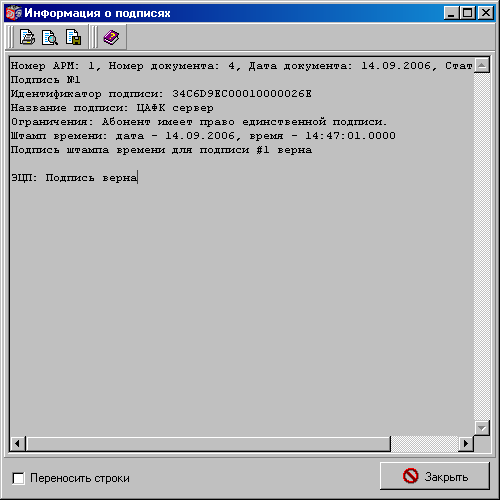 Информация о подписях
Номер АРМ: 1, Номер документа: 4, Дата документа: 14.09.2006, Стат
Подпись №1
Идентификатор подписи: 34C6D9EC00010000026E
Название подписи: ЦАФК сервер
Ограничения: Абонент имеет право единственной подписи.
Штамп времени: дата - 14.09.2006, время - 14:47:01.0000
Подпись штампа времени для подписи #1 верна
ЭЦП: Подпись верна
Переносить строки
Закрыть